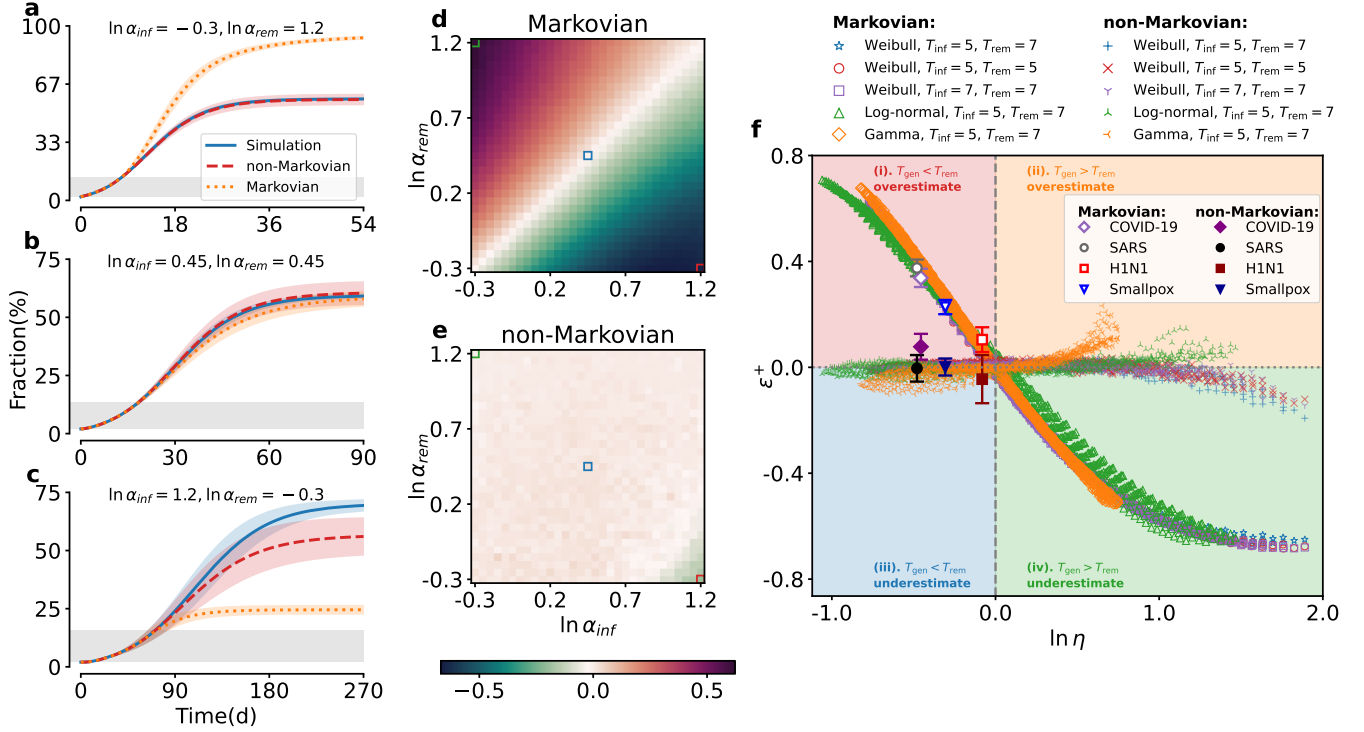 a
ln α_inf = −0.3, ln α_rem = 1.2
100
67
33
0
0 18 36 54
Simulation
non-Markovian
Markovian
b
ln α_inf = 0.45, ln α_rem = 0.45
75
50
25
0
0 30 60 90
Fraction(%)
c
ln α_inf = 1.2, ln α_rem = −0.3
75
50
25
0
0 90 180 270
Time(d)
d
Markovian
ln α_rem
1.2
0.7
0.2
-0.3
-0.3 0.2 0.7 1.2
e
non-Markovian
ln α_rem
1.2
0.7
0.2
-0.3
-0.3 0.2 0.7 1.2
ln α_inf
−0.5 0.0 0.5
Markovian:
Weibull, T_inf = 5, T_rem = 7
Weibull, T_inf = 5, T_rem = 5
Weibull, T_inf = 7, T_rem = 7
Log-normal, T_inf = 5, T_rem = 7
Gamma, T_inf = 5, T_rem = 7
non-Markovian:
Weibull, T_inf = 5, T_rem = 7
Weibull, T_inf = 5, T_rem = 5
Weibull, T_inf = 7, T_rem = 7
Log-normal, T_inf = 5, T_rem = 7
Gamma, T_inf = 5, T_rem = 7
f
(i). T_gen < T_rem
overestimate
(ii). T_gen > T_rem
overestimate
Markovian:
COVID-19
SARS
H1N1
Smallpox
non-Markovian:
COVID-19
SARS
H1N1
Smallpox
(iii). T_gen < T_rem
underestimate
(iv). T_gen > T_rem
underestimate
ε⁺
0.8
0.4
0.0
-0.4
-0.8
-1.0 0.0 1.0 2.0
ln η